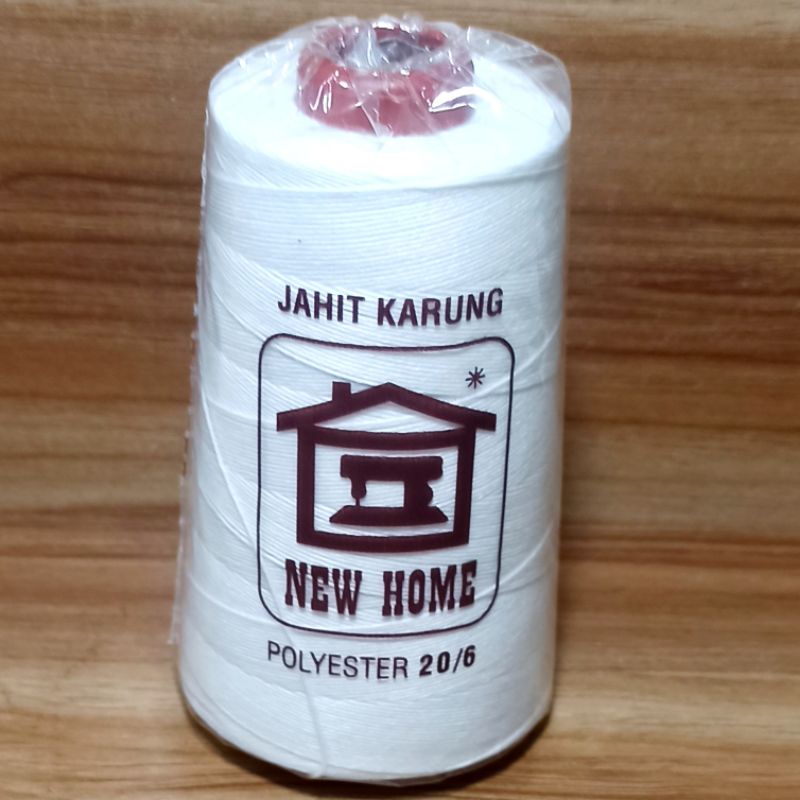 JAHIT KARUNG
NEW HOME
POLYESTER 20/6